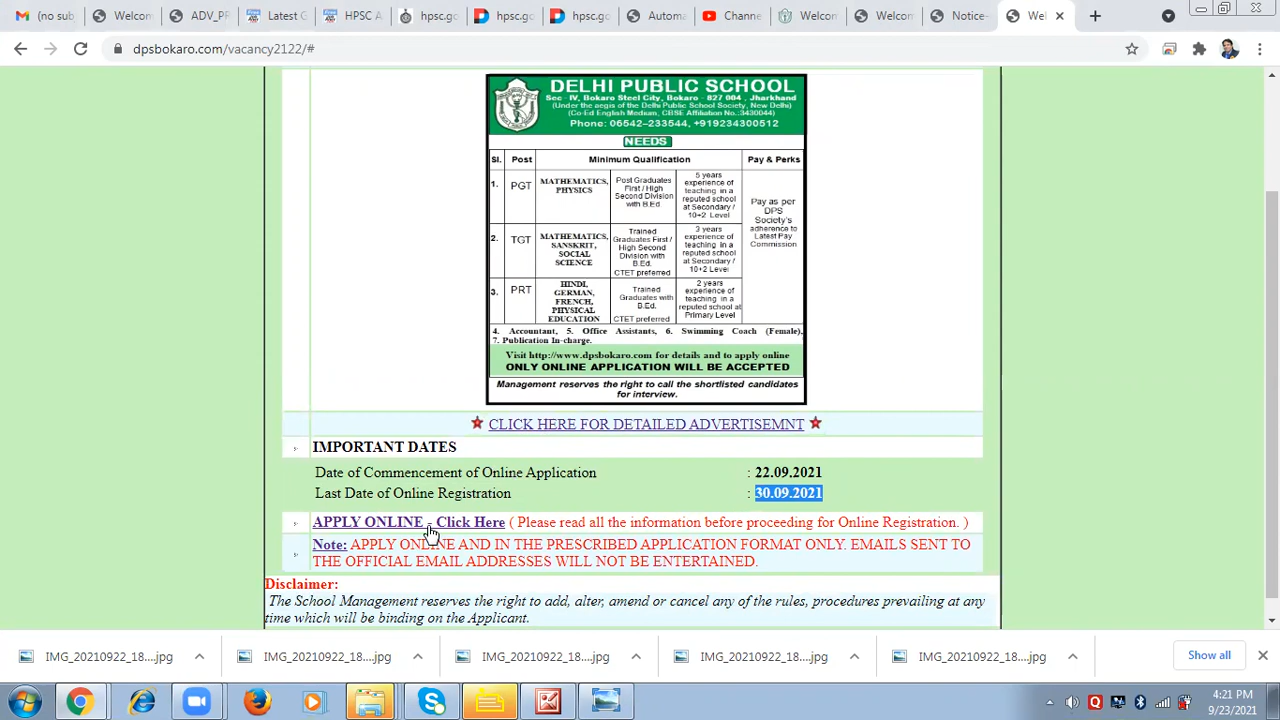 (no sub
Welcom
ADV_PR
Latest G
HPSC A
hpsc.gc
hpsc.gc
hpsc.gc
Automa
Channe
Welcom
Welcom
Notice-
Wel
dpsbokaro.com/vacancy2122/#
DELHI PUBLIC SCHOOL
Sec - IV, Bokaro Steel City, Bokaro - 827 004, Jharkhand
(Under the aegis of the Delhi Public School Society, New Delhi)
(Co-Ed English Medium, CBSE Affiliation No.:3430044)
Phone: 06542-233544, +919234300512
NEEDS
Sl. Post Minimum Qualification Pay & Perks
1. PGT MATHEMATICS, PHYSICS Post Graduates First / High Second Division with B.Ed 5 years experience of teaching in a reputed school at Secondary / 10+2 Level
Pay as per DPS Society's adherence to Latest Pay Commission
2. TGT MATHEMATICS, SANSKRIT, SOCIAL SCIENCE Trained Graduates First / High Second Division with B.Ed. CTET preferred 3 years experience of teaching in a reputed school at Secondary / 10+2 Level
3. PRT HINDI, GERMAN, FRENCH, PHYSICAL EDUCATION Trained Graduates with B.Ed. CTET preferred 2 years experience of teaching in a reputed school at Primary Level
4. Accountant, 5. Office Assistants, 6. Swimming Coach (Female),
7. Publication In-charge.
Visit http://www.dpsbokaro.com for details and to apply online
ONLY ONLINE APPLICATION WILL BE ACCEPTED
Management reserves the right to call the shortlisted candidates
for interview.
CLICK HERE FOR DETAILED ADVERTISEMNT
IMPORTANT DATES
Date of Commencement of Online Application : 22.09.2021
Last Date of Online Registration : 30.09.2021
APPLY ONLINE - Click Here ( Please read all the information before proceeding for Online Registration. )
Note: APPLY ONLINE AND IN THE PRESCRIBED APPLICATION FORMAT ONLY. EMAILS SENT TO
THE OFFICIAL EMAIL ADDRESSES WILL NOT BE ENTERTAINED.
Disclaimer:
The School Management reserves the right to add, alter, amend or cancel any of the rules, procedures prevailing at any
time which will be binding on the Applicant.
IMG_20210922_18....jpg
IMG_20210922_18....jpg
IMG_20210922_18....jpg
IMG_20210922_18....jpg
IMG_20210922_18....jpg
Show all
4:21 PM
9/23/2021